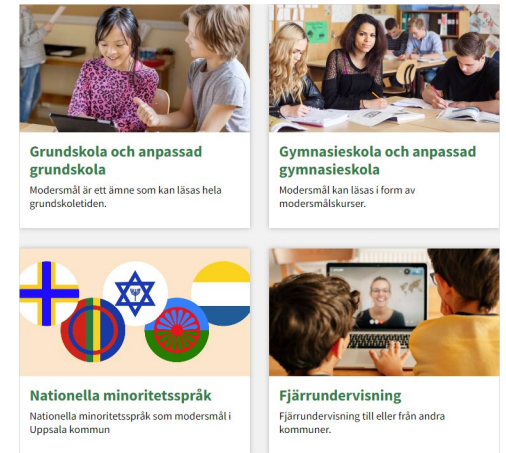 Grundskola och anpassad
grundskola
Modersmål är ett ämne som kan läsas hela
grundskoletiden.
Gymnasieskola och anpassad
gymnasieskola
Modersmål kan läsas i form av
modersmålskurser.
Nationella minoritetsspråk
Nationella minoritetsspråk som modersmål i
Uppsala kommun
Fjärrundervisning
Fjärrundervisning till eller från andra
kommuner.